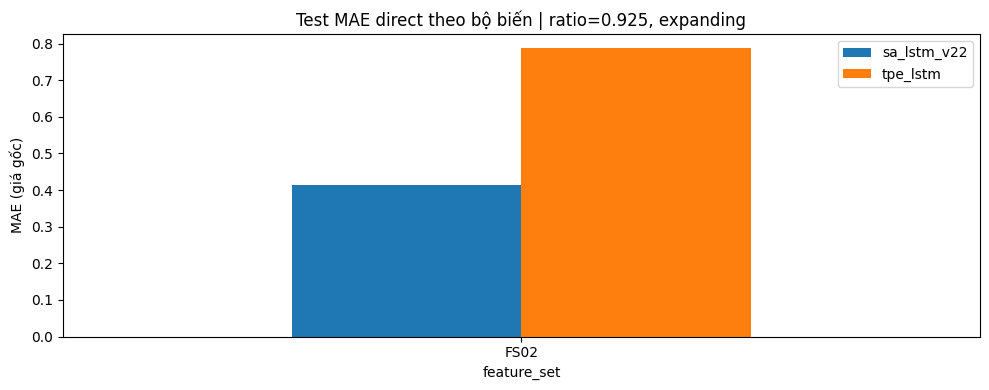 Test MAE direct theo bộ biến | ratio=0.925, expanding
sa_lstm_v22
tpe_lstm
MAE (giá gốc)
0.8
0.7
0.6
0.5
0.4
0.3
0.2
0.1
0.0
FS02
feature_set